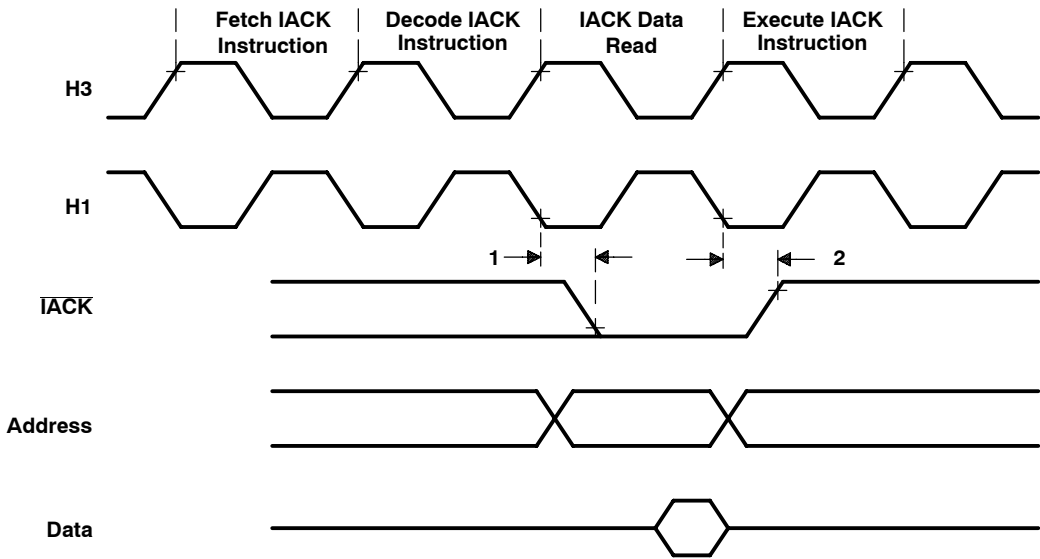 Fetch IACK
Instruction
Decode IACK
Instruction
IACK Data
Read
Execute IACK
Instruction
H3
H1
1
2
IACK
Address
Data